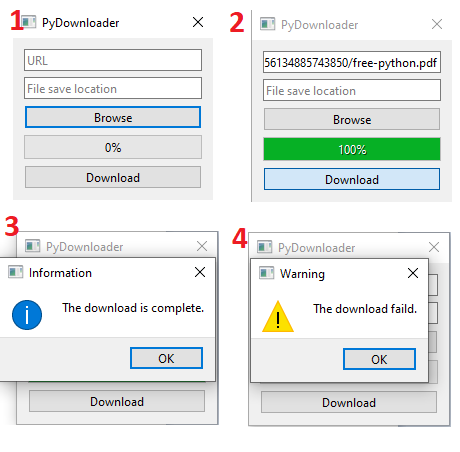 1
PyDownloader
URL
File save location
Browse
0%
Download
2
PyDownloader
56134885743850/free-python.pdf
File save location
Browse
100%
Download
3
PyDownloader
Information
The download is complete.
OK
Download
4
PyDownloader
Warning
The download faild.
OK
Download